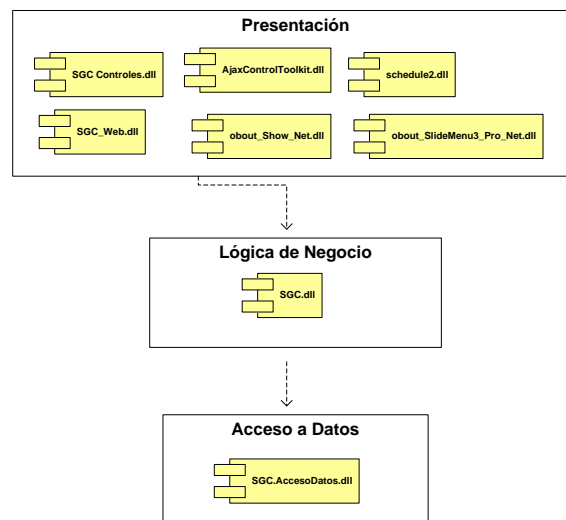 Presentación
SGC Controles.dll
AjaxControlToolkit.dll
schedule2.dll
SGC_Web.dll
obout_Show_Net.dll
obout_SlideMenu3_Pro_Net.dll
Lógica de Negocio
SGC.dll
Acceso a Datos
SGC.AccesoDatos.dll